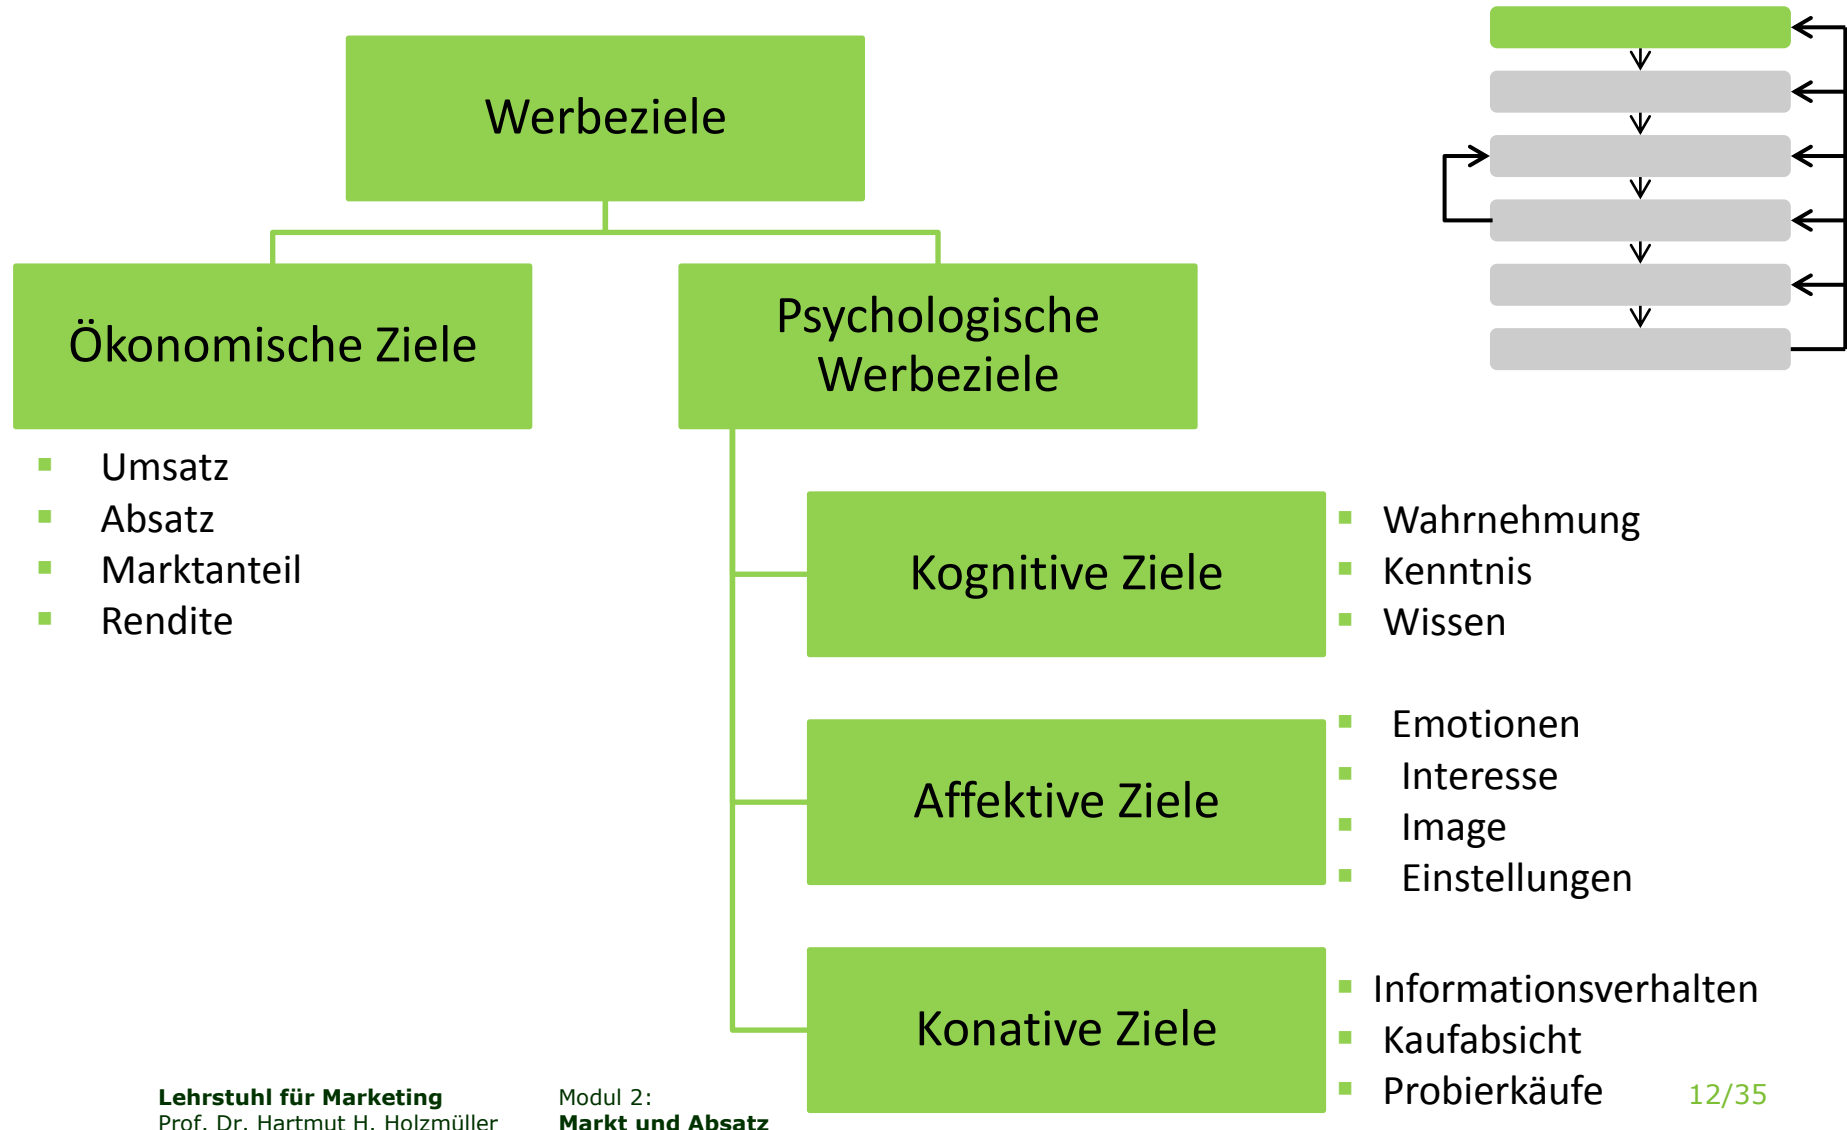 Werbeziele
Ökonomische Ziele
Psychologische
Werbeziele
Umsatz
Absatz
Marktanteil
Rendite
Kognitive Ziele
Wahrnehmung
Kenntnis
Wissen
Affektive Ziele
Emotionen
Interesse
Image
Einstellungen
Konative Ziele
Informationsverhalten
Kaufabsicht
Probierkäufe
Lehrstuhl für Marketing
Prof. Dr. Hartmut H. Holzmüller
Modul 2:
Markt und Absatz
12/35